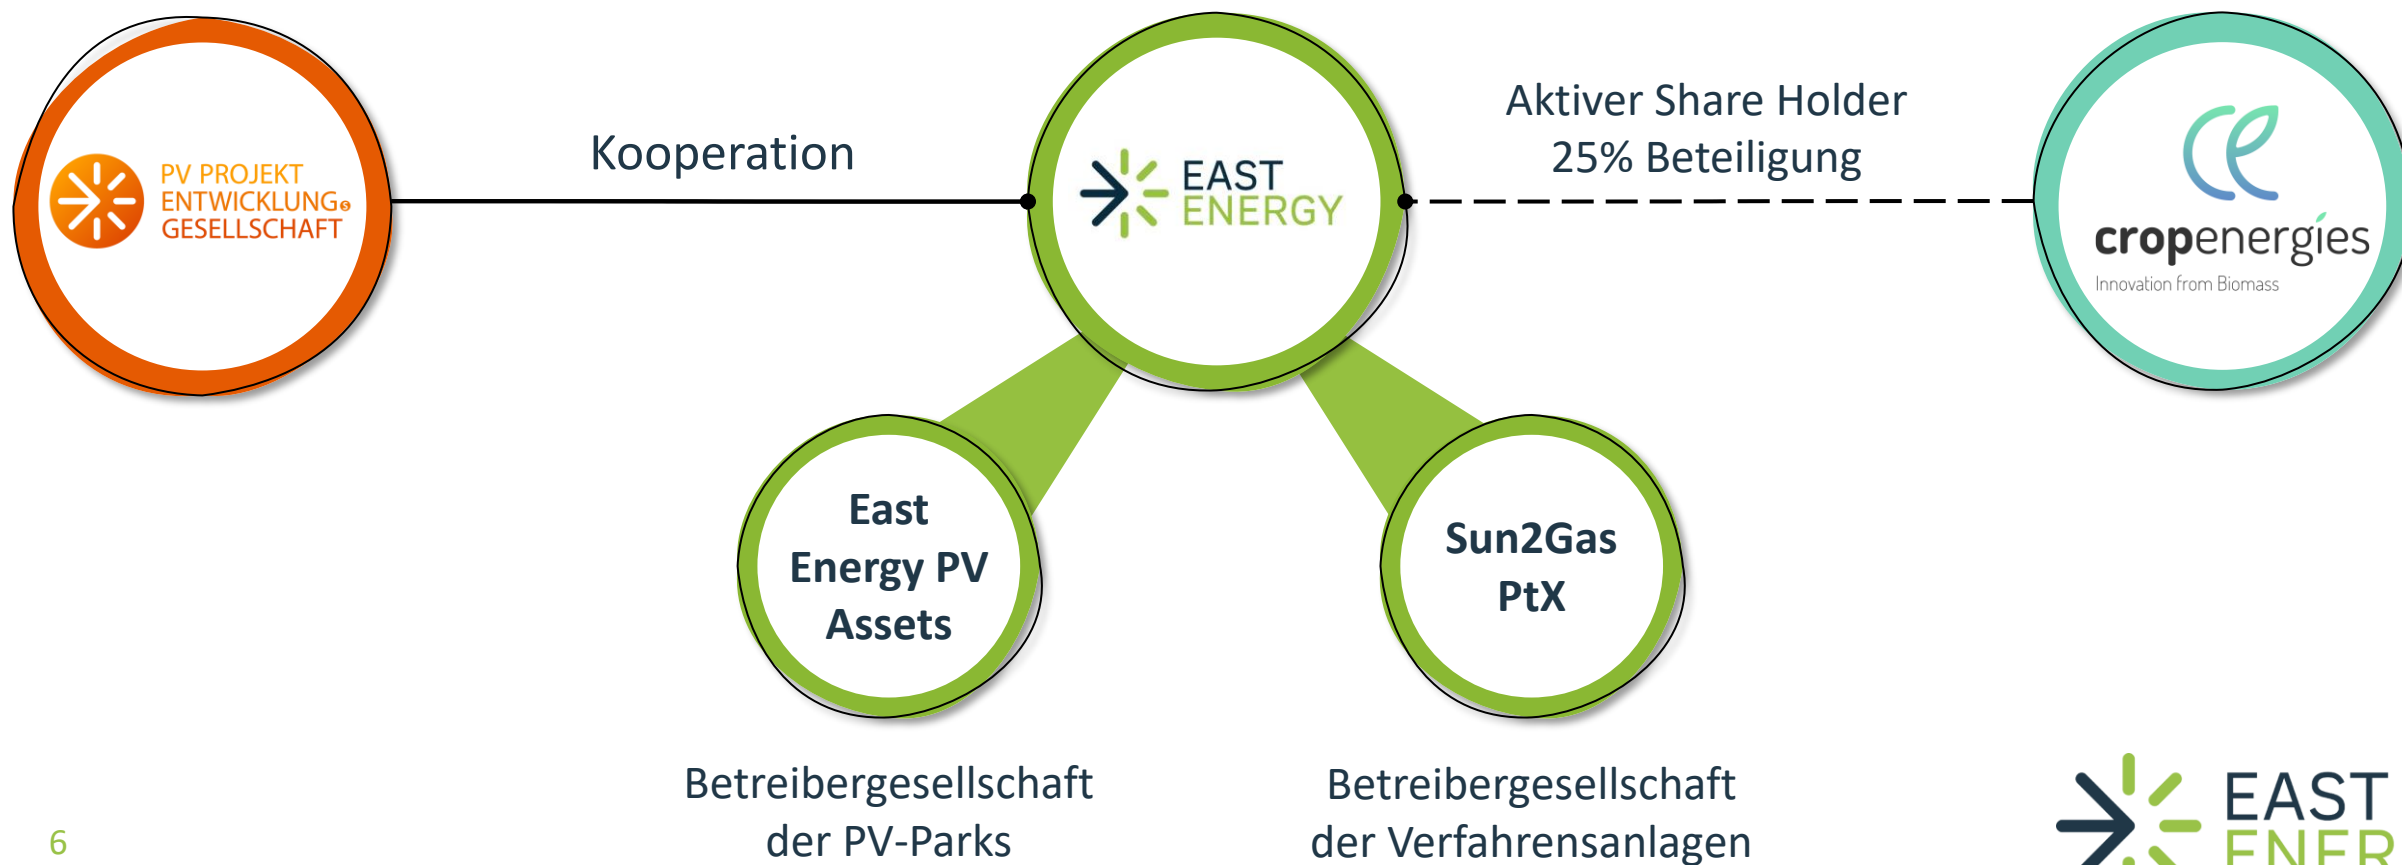 PV PROJEKT
ENTWICKLUNGS
GESELLSCHAFT
Kooperation
EAST
ENERGY
Aktiver Share Holder
25% Beteiligung
cropenergies
Innovation from Biomass
East
Energy PV
Assets
Sun2Gas
PtX
Betreibergesellschaft
der PV-Parks
Betreibergesellschaft
der Verfahrensanlagen
6
EAST
ENER